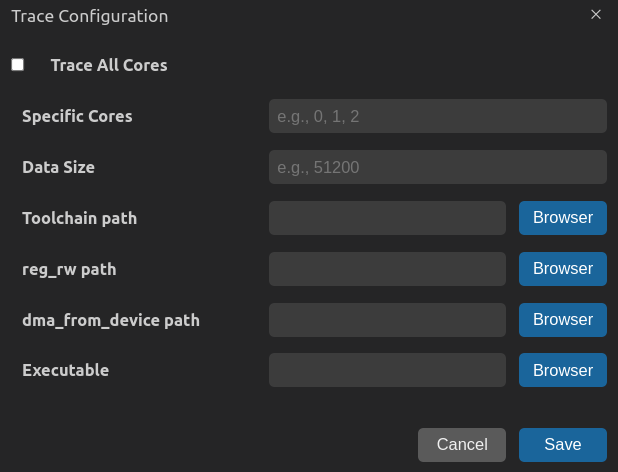 Trace Configuration
Trace All Cores
Specific Cores e.g., 0, 1, 2
Data Size e.g., 51200
Toolchain path Browser
reg_rw path Browser
dma_from_device path Browser
Executable Browser
Cancel Save